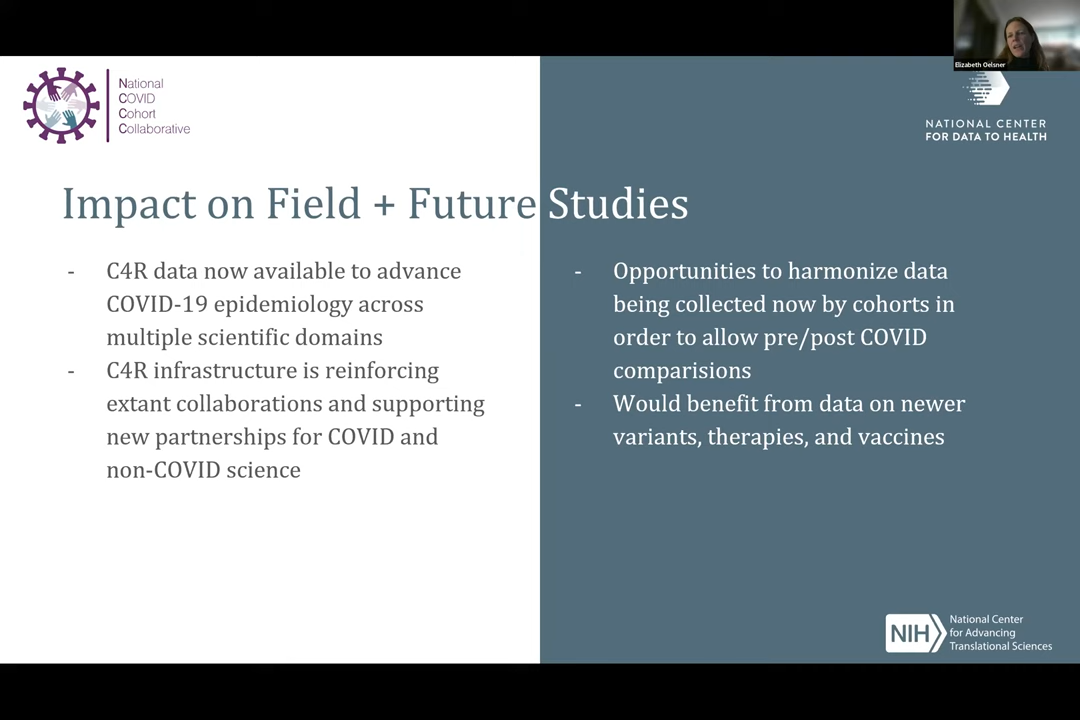 Elizabeth Oelsner
National
COVID
Cohort
Collaborative
NATIONAL CENTER
FOR DATA TO HEALTH
Impact on Field + Future Studies
- C4R data now available to advance
COVID-19 epidemiology across
multiple scientific domains
- C4R infrastructure is reinforcing
extant collaborations and supporting
new partnerships for COVID and
non-COVID science
- Opportunities to harmonize data
being collected now by cohorts in
order to allow pre/post COVID
comparisions
- Would benefit from data on newer
variants, therapies, and vaccines
NIH
National Center
for Advancing
Translational Sciences